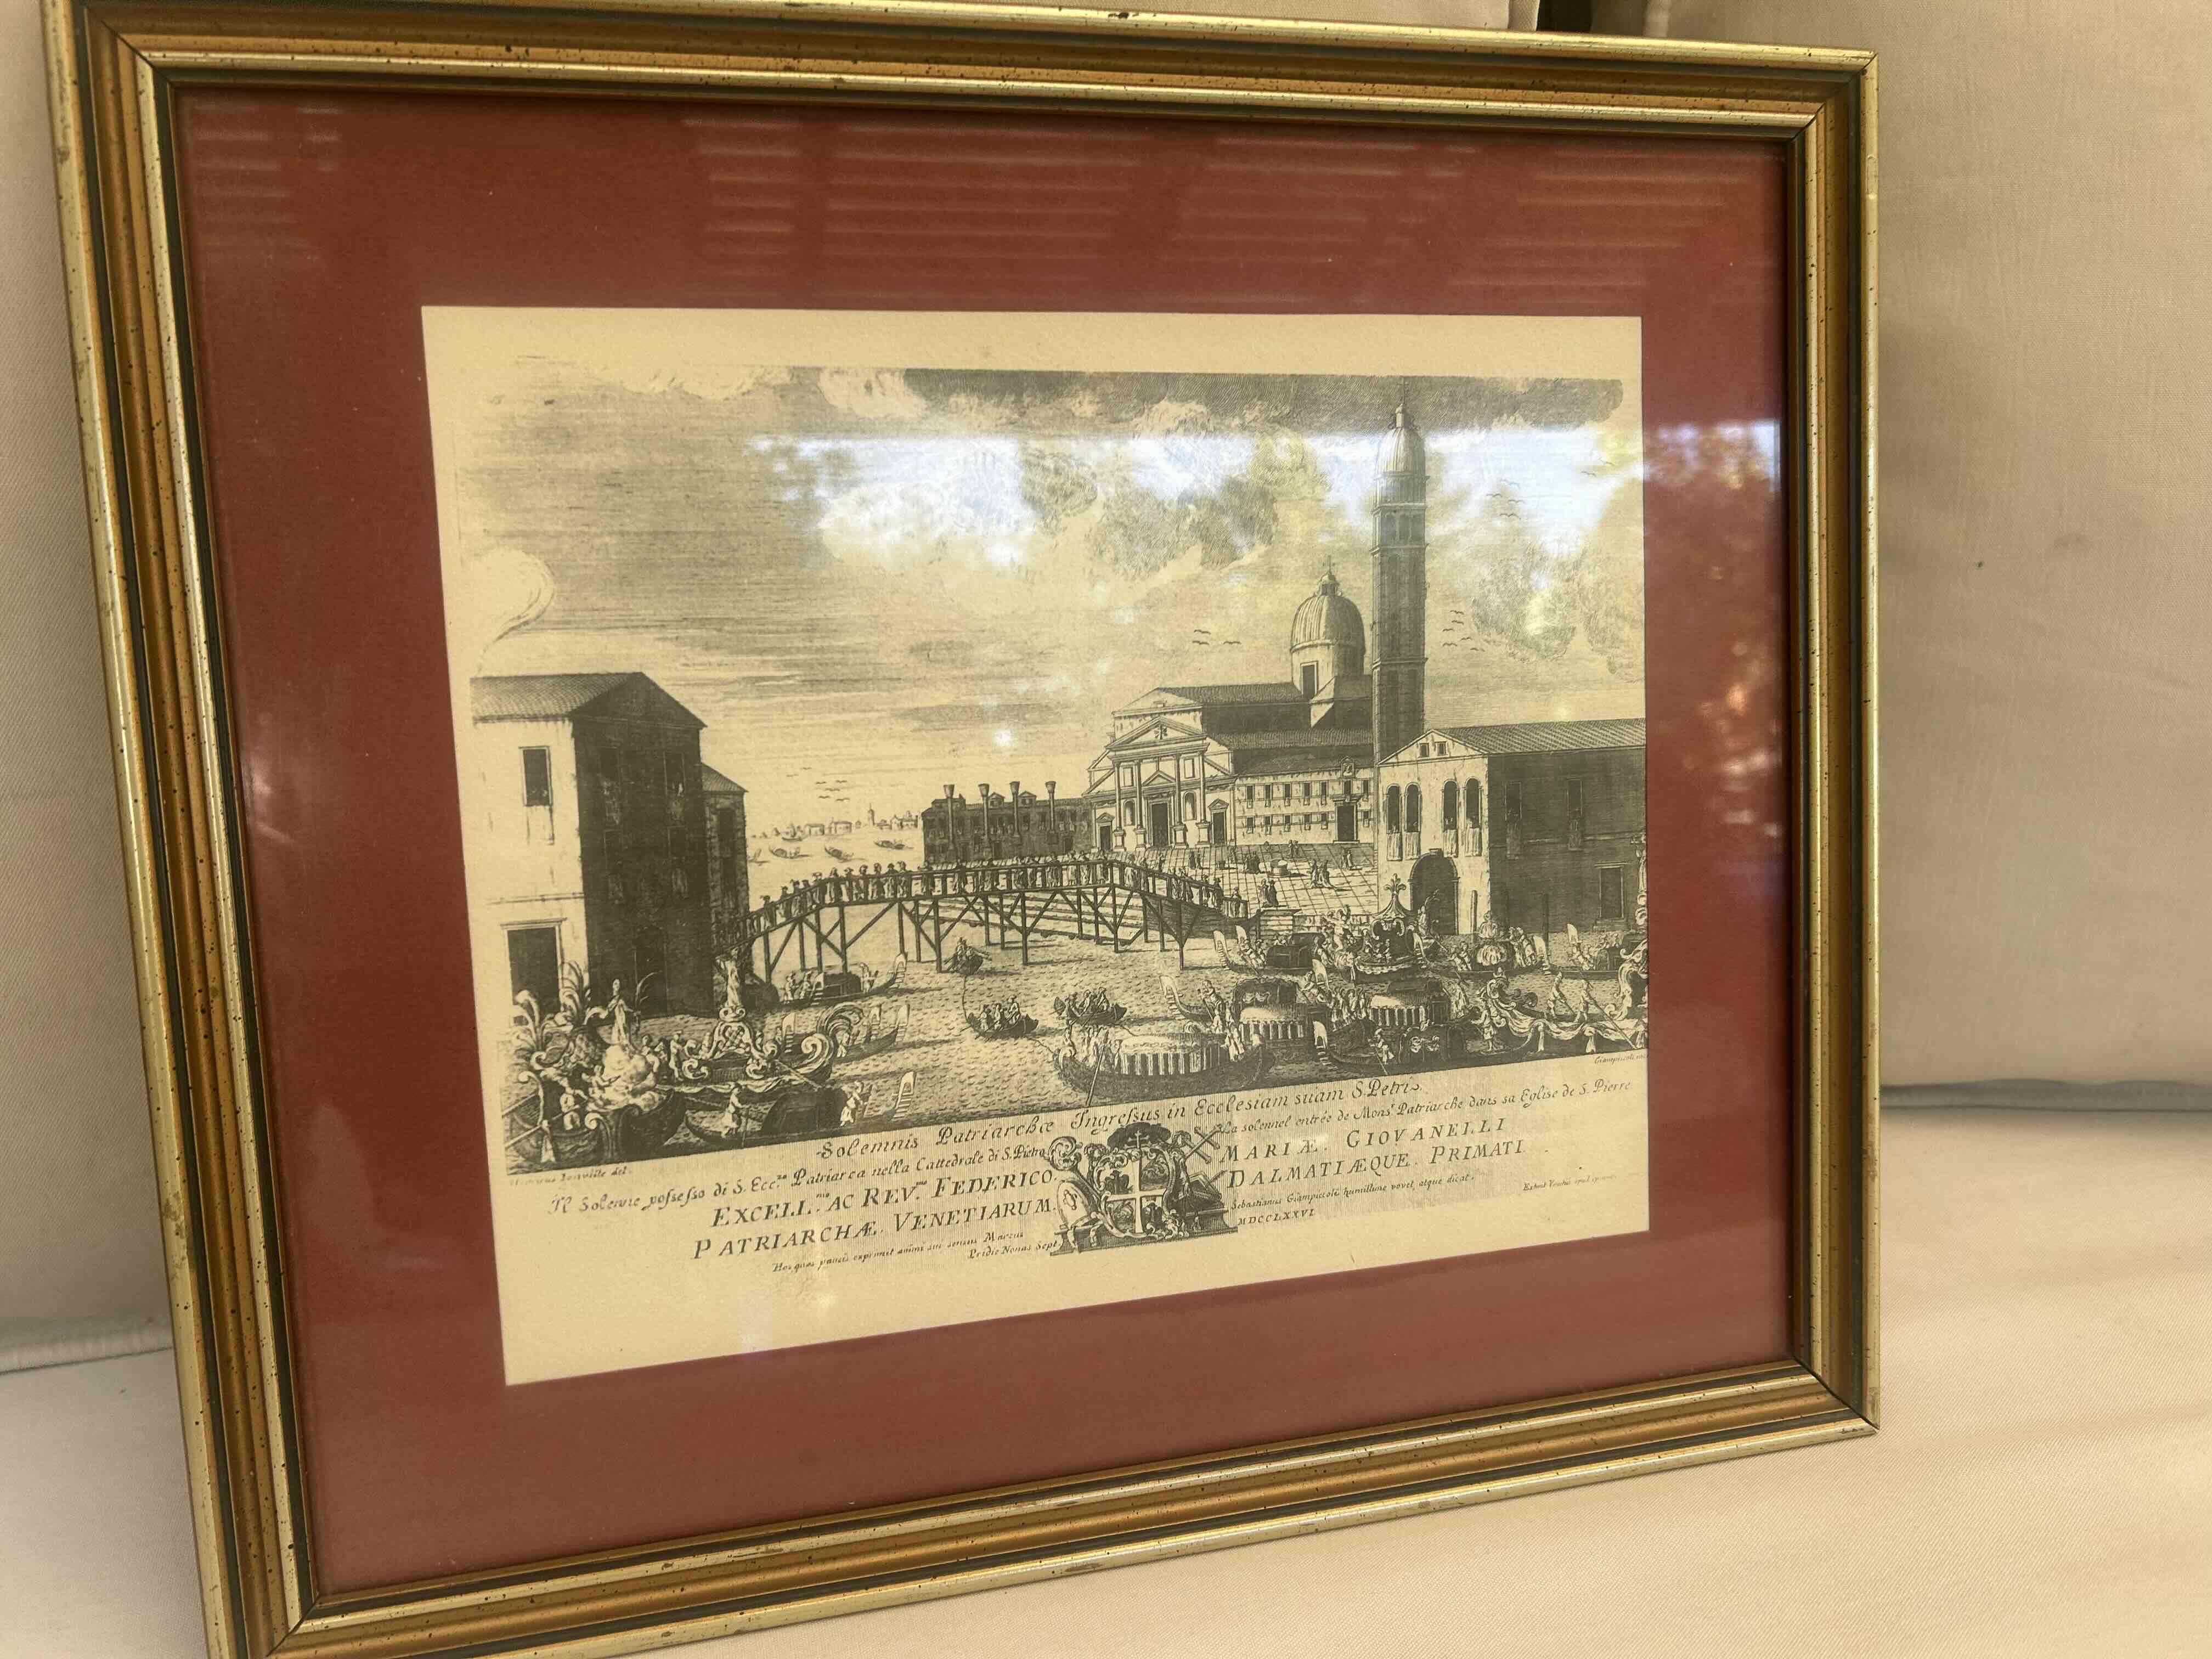 Giampiccoli
Solemnis Patriarchæ Ingreſsus in Ecclesiam suam S. Petri.
Il Solenne poſseſso di S. Ecc.za Patriarca nella Cattedrale di S. Pietro
La solennel entrée de Mons.r Patriarche dans sa Eglise de S. Pierre
EXCELL. AC REV. FEDERICO MARIÆ. GIOVANELLI
PATRIARCHÆ. VENETIARUM. DALMATIÆQUE. PRIMATI
Sebastianus Giampiccoli humillime vovet, atque dicat.
Pridie Nonas Sept. MDCCLXXVI